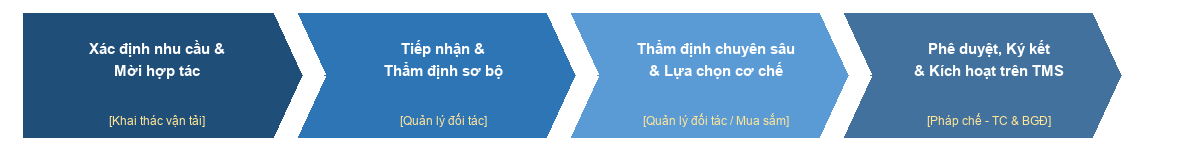 Xác định nhu cầu &
Mời hợp tác
[Khai thác vận tải]
Tiếp nhận &
Thẩm định sơ bộ
[Quản lý đối tác]
Thẩm định chuyên sâu
& Lựa chọn cơ chế
[Quản lý đối tác / Mua sắm]
Phê duyệt, Ký kết
& Kích hoạt trên TMS
[Pháp chế - TC & BGĐ]